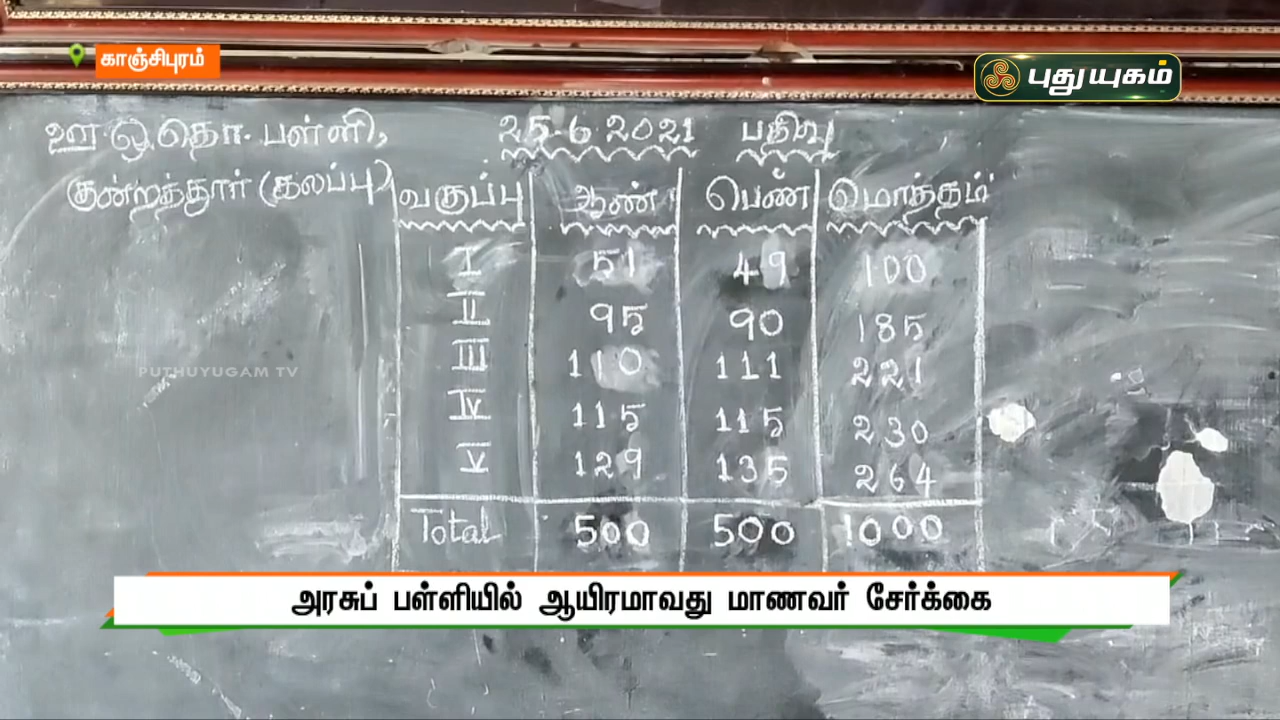 காஞ்சிபுரம்
புதுயுகம்
ஊ.ஒ.தொ. பள்ளி, 25-6-2021 பதிவு
குன்றத்தூர் (கலப்பு) வகுப்பு ஆண் பெண் மொத்தம்
I 51 49 100
II 95 90 185
III 110 111 221
PUTHUYUGAM TV
IV 115 115 230
V 129 135 264
Total 500 500 1000
அரசுப் பள்ளியில் ஆயிரமாவது மாணவர் சேர்க்கை